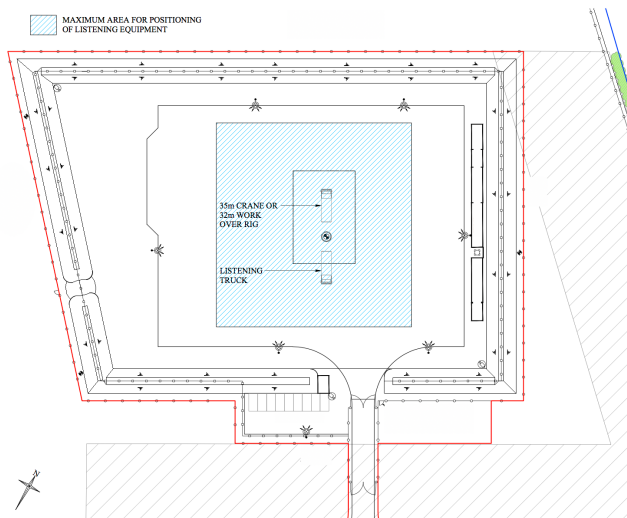 MAXIMUM AREA FOR POSITIONING
OF LISTENING EQUIPMENT
35m CRANE OR
32m WORK
OVER RIG
LISTENING
TRUCK
N